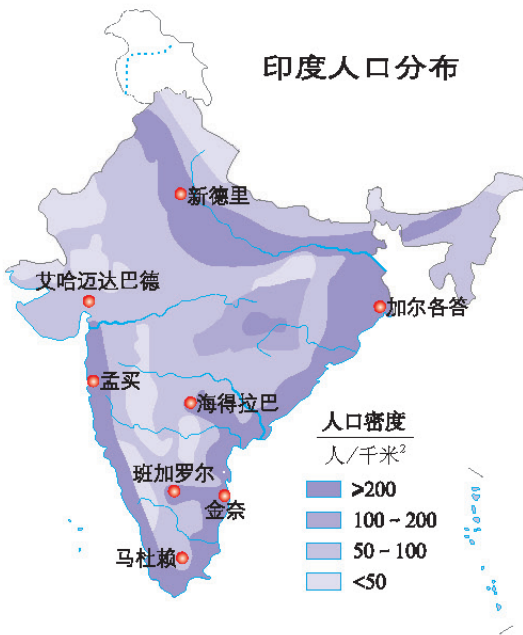 印度人口分布
新德里
艾哈迈达巴德
加尔各答
孟买
海得拉巴
班加罗尔
金奈
马杜赖
人口密度
人/千米²
≥200
100~200
50~100
<50